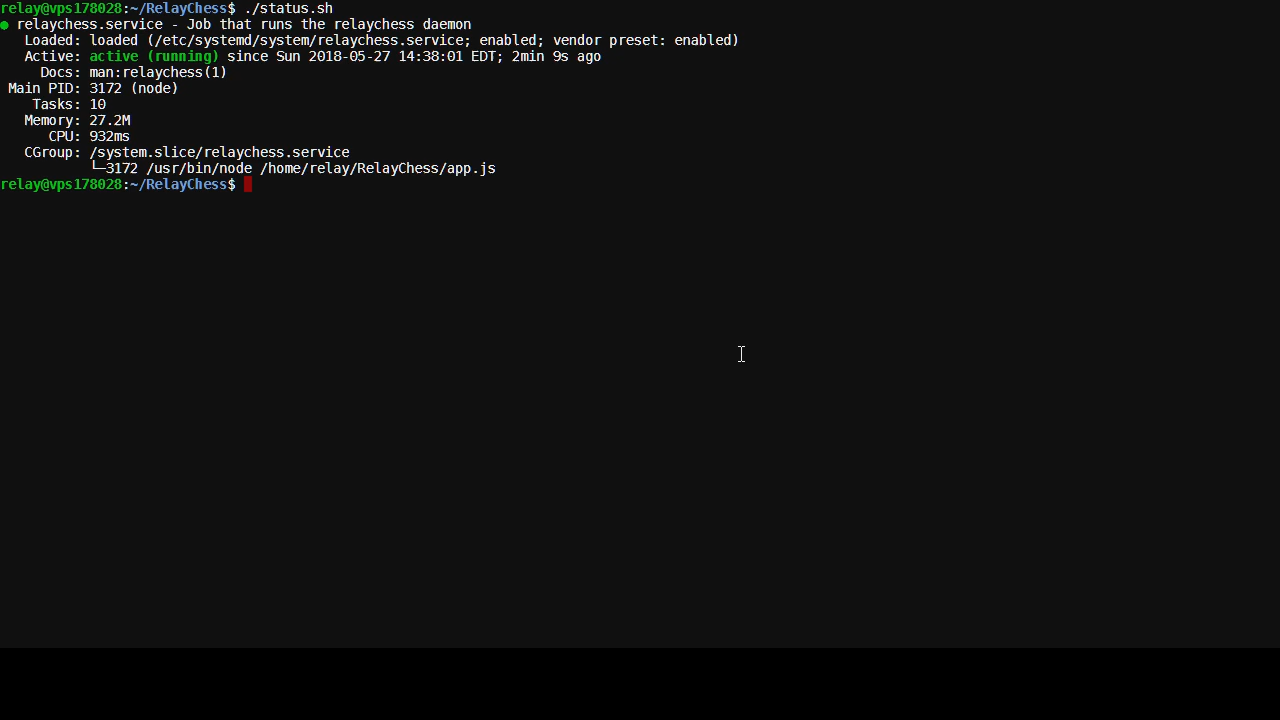 relay@vps178028:~/RelayChess$ ./status.sh
● relaychess.service - Job that runs the relaychess daemon
   Loaded: loaded (/etc/systemd/system/relaychess.service; enabled; vendor preset: enabled)
   Active: active (running) since Sun 2018-05-27 14:38:01 EDT; 2min 9s ago
     Docs: man:relaychess(1)
 Main PID: 3172 (node)
    Tasks: 10
   Memory: 27.2M
      CPU: 932ms
   CGroup: /system.slice/relaychess.service
           └─3172 /usr/bin/node /home/relay/RelayChess/app.js
relay@vps178028:~/RelayChess$